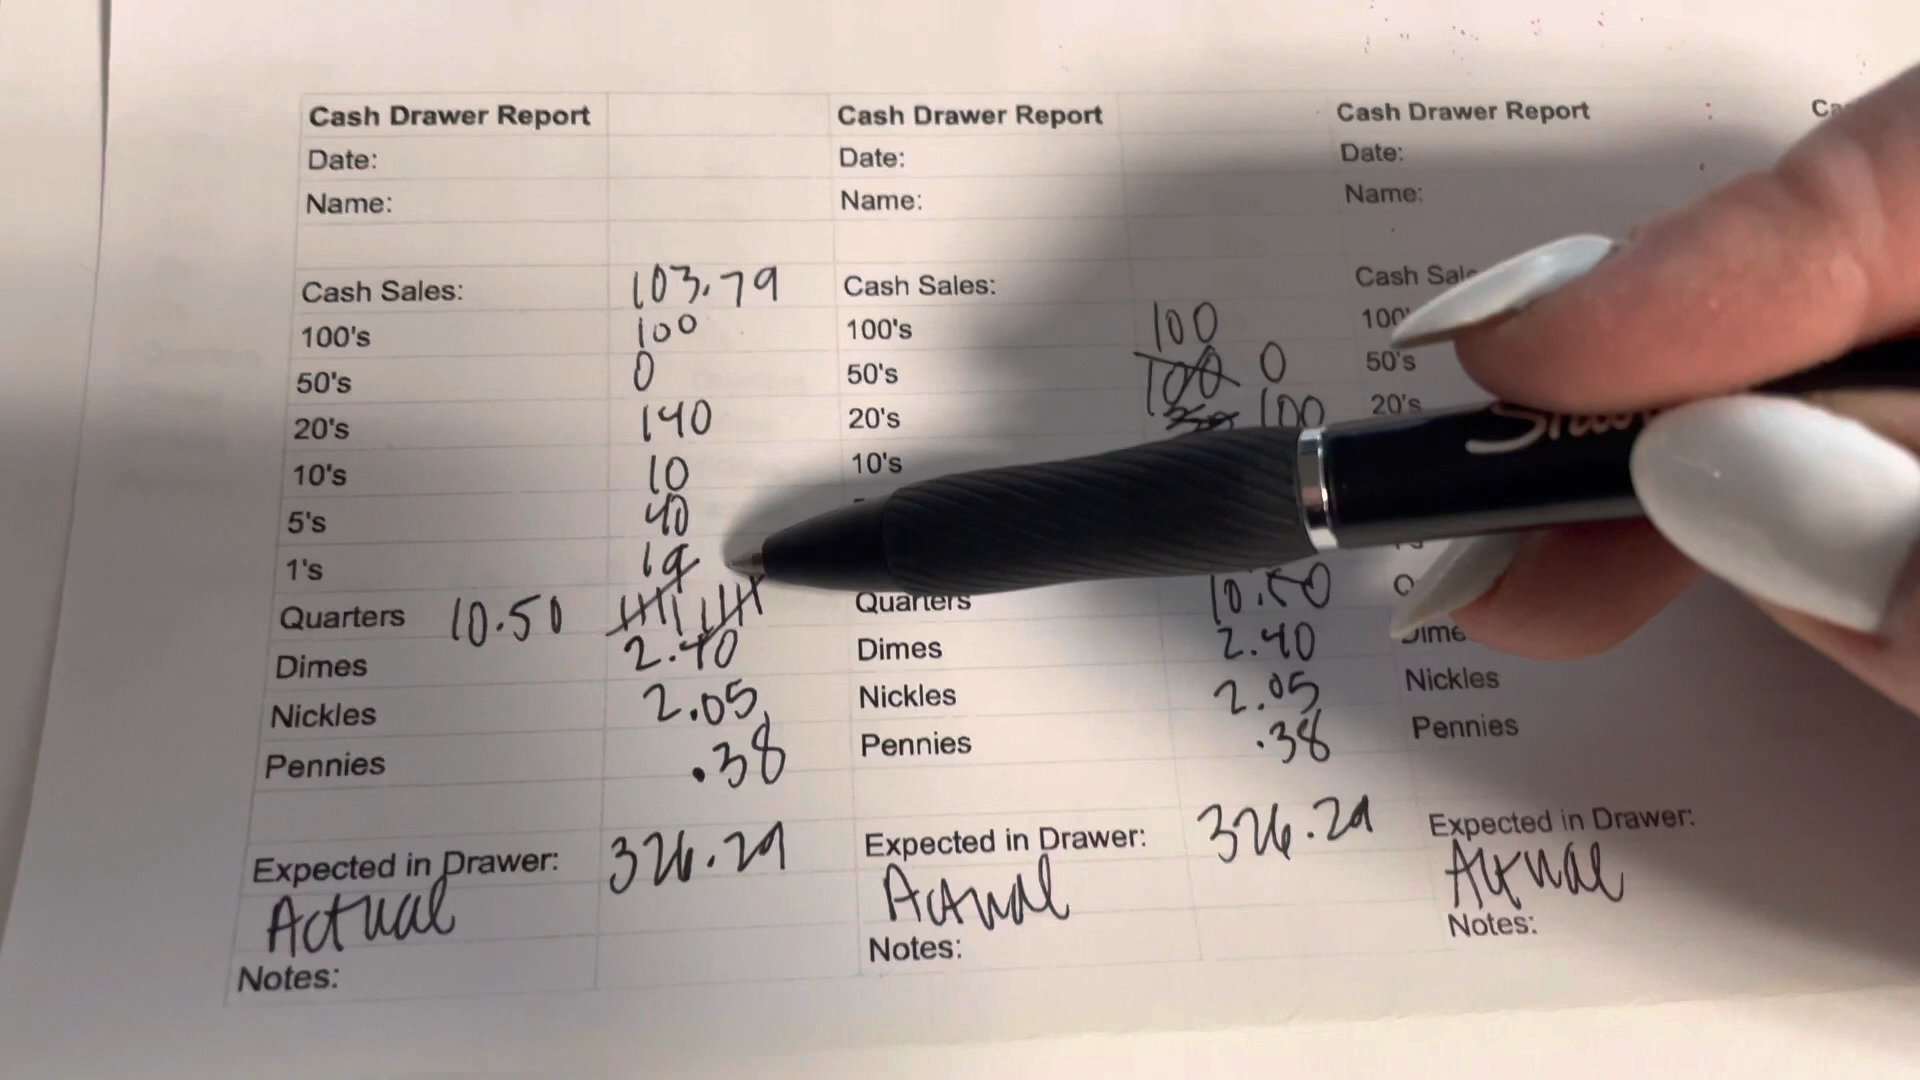 Cash Drawer Report
Date:
Name:
Cash Sales: 103.79
100's 100
50's 0
20's 140
10's 10
5's 40
1's 19
Quarters 10.50
Dimes 2.40
Nickles 2.05
Pennies .38
Expected in Drawer: 326.29
Actual
Notes:
Cash Drawer Report
Date:
Name:
Cash Sales:
100's 100
50's 100 0
20's 100
10's
Quarters 10.50
Dimes 2.40
Nickles 2.05
Pennies .38
Expected in Drawer: 326.29
Actual
Notes:
Cash Drawer Report
Date:
Name:
Cash
50's
20's
Nickles
Pennies
Expected in Drawer:
Actual
Notes: